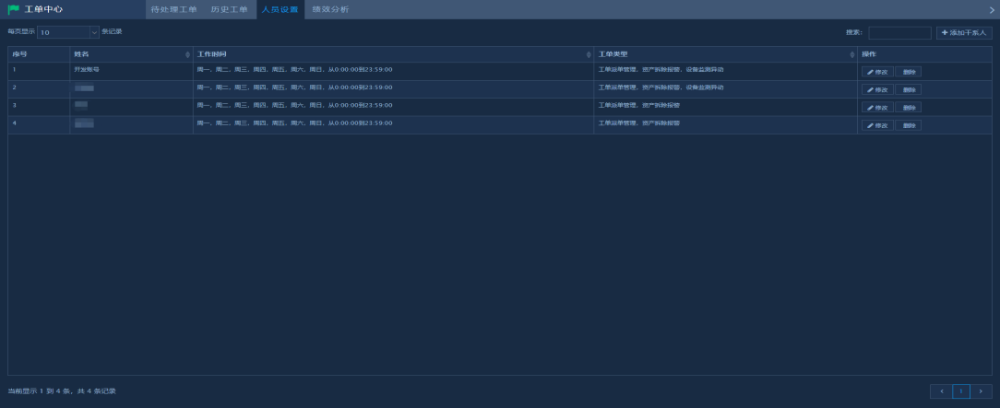 工单中心 待处理工单 历史工单 人员设置 绩效分析
每页显示 10 条记录 搜索: 添加干系人
序号 姓名 工作时间 工单类型 操作
1 开发账号 周一、周二、周三、周四、周五、周六、周日、从0:00:00到23:59:00 工单派单管理、资产拆除报警、设备监测异动 修改 删除
2 周一、周二、周三、周四、周五、周六、周日、从0:00:00到23:59:00 工单派单管理、资产拆除报警、设备监测异动 修改 删除
3 周一、周二、周三、周四、周五、周六、周日、从0:00:00到23:59:00 工单派单管理、资产拆除报警 修改 删除
4 周一、周二、周三、周四、周五、周六、周日、从0:00:00到23:59:00 工单派单管理、资产拆除报警 修改 删除
当前显示 1 到 4 条, 共 4 条记录 1